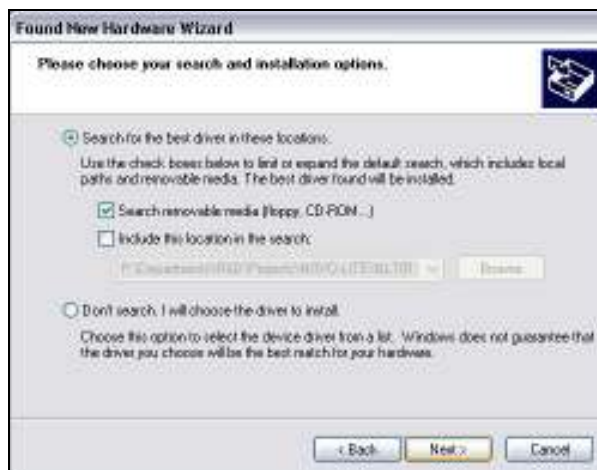 Found New Hardware Wizard
Please choose your search and installation options.
Search for the best driver in these locations.
Use the check boxes below to limit or expand the default search, which includes local
paths and removable media. The best driver found will be installed.
Search removable media (floppy, CD-ROM...)
Include this location in the search:
Browse
Don't search. I will choose the driver to install.
Choose this option to select the device driver from a list. Windows does not guarantee that
the driver you choose will be the best match for your hardware.
< Back
Next >
Cancel